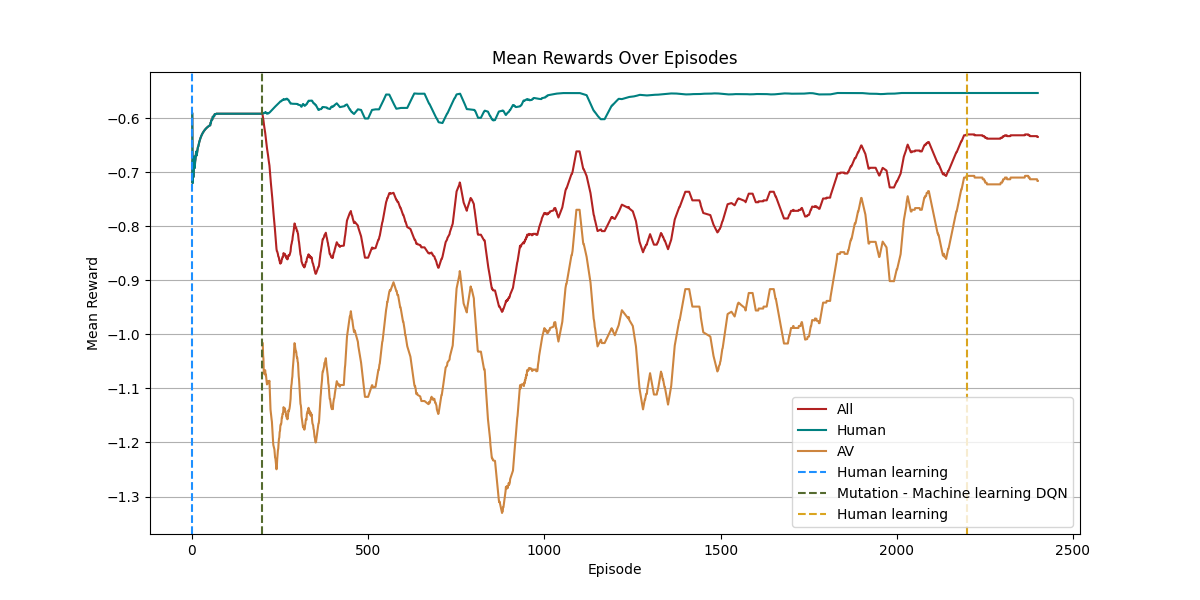 Mean Rewards Over Episodes
Mean Reward
−0.6
−0.7
−0.8
−0.9
−1.0
−1.1
−1.2
−1.3
0
500
1000
1500
2000
2500
Episode
All
Human
AV
Human learning
Mutation - Machine learning DQN
Human learning